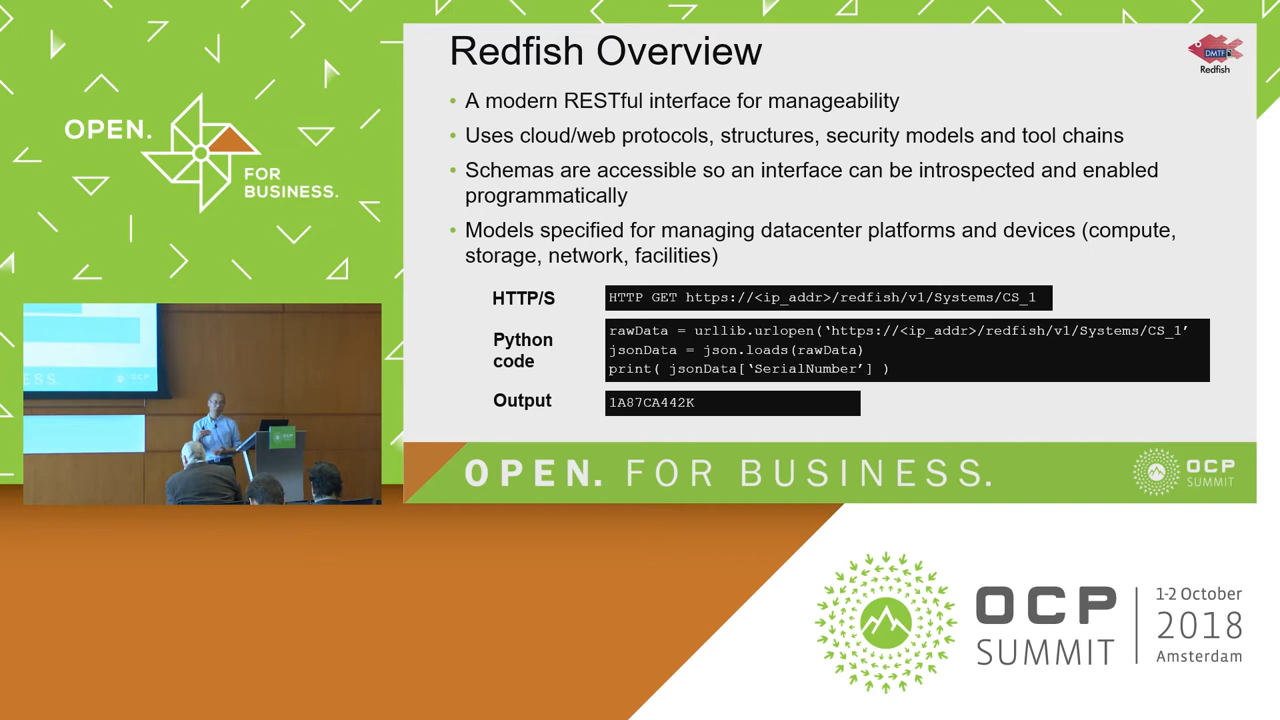 OPEN.
FOR
BUSINESS.
Redfish Overview
DMTF
Redfish
• A modern RESTful interface for manageability
• Uses cloud/web protocols, structures, security models and tool chains
• Schemas are accessible so an interface can be introspected and enabled
programmatically
• Models specified for managing datacenter platforms and devices (compute,
storage, network, facilities)
HTTP/S
HTTP GET https://<ip_addr>/redfish/v1/Systems/CS_1
Python
code
rawData = urllib.urlopen(‘https://<ip_addr>/redfish/v1/Systems/CS_1’
jsonData = json.loads(rawData)
print( jsonData[‘SerialNumber’] )
Output
1A87CA442K
OPEN. FOR BUSINESS.
OCP
SUMMIT
OCP
OCP
SUMMIT
1-2 October
2018
Amsterdam